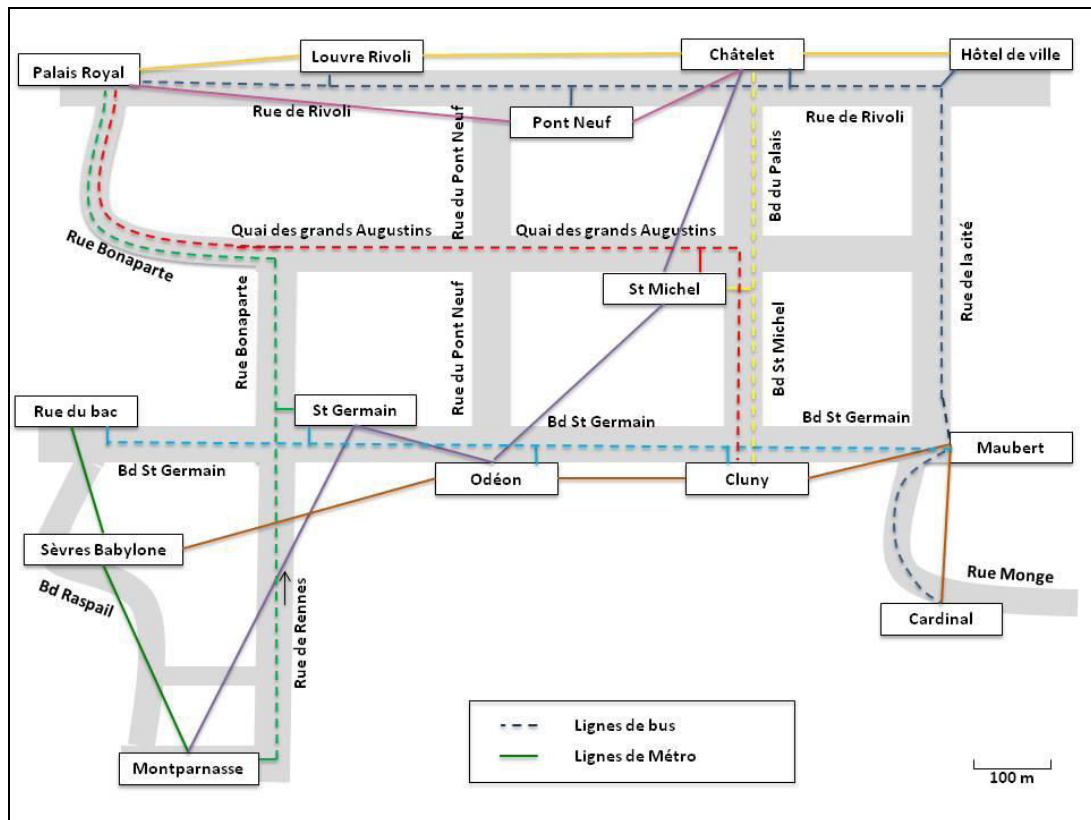 Louvre Rivoli
Châtelet
Hôtel de ville
Palais Royal
Rue de Rivoli
Pont Neuf
Rue de Rivoli
Rue du Pont Neuf
Bd du Palais
Quai des grands Augustins
Quai des grands Augustins
Rue Bonaparte
Rue de la cité
St Michel
Rue Bonaparte
Rue du Pont Neuf
Bd St Michel
Rue du bac
St Germain
Bd St Germain
Bd St Germain
Maubert
Bd St Germain
Odéon
Cluny
Sèvres Babylone
Rue Monge
Bd Raspail
Rue de Rennes
Cardinal
Lignes de bus
Lignes de Métro
Montparnasse
100 m